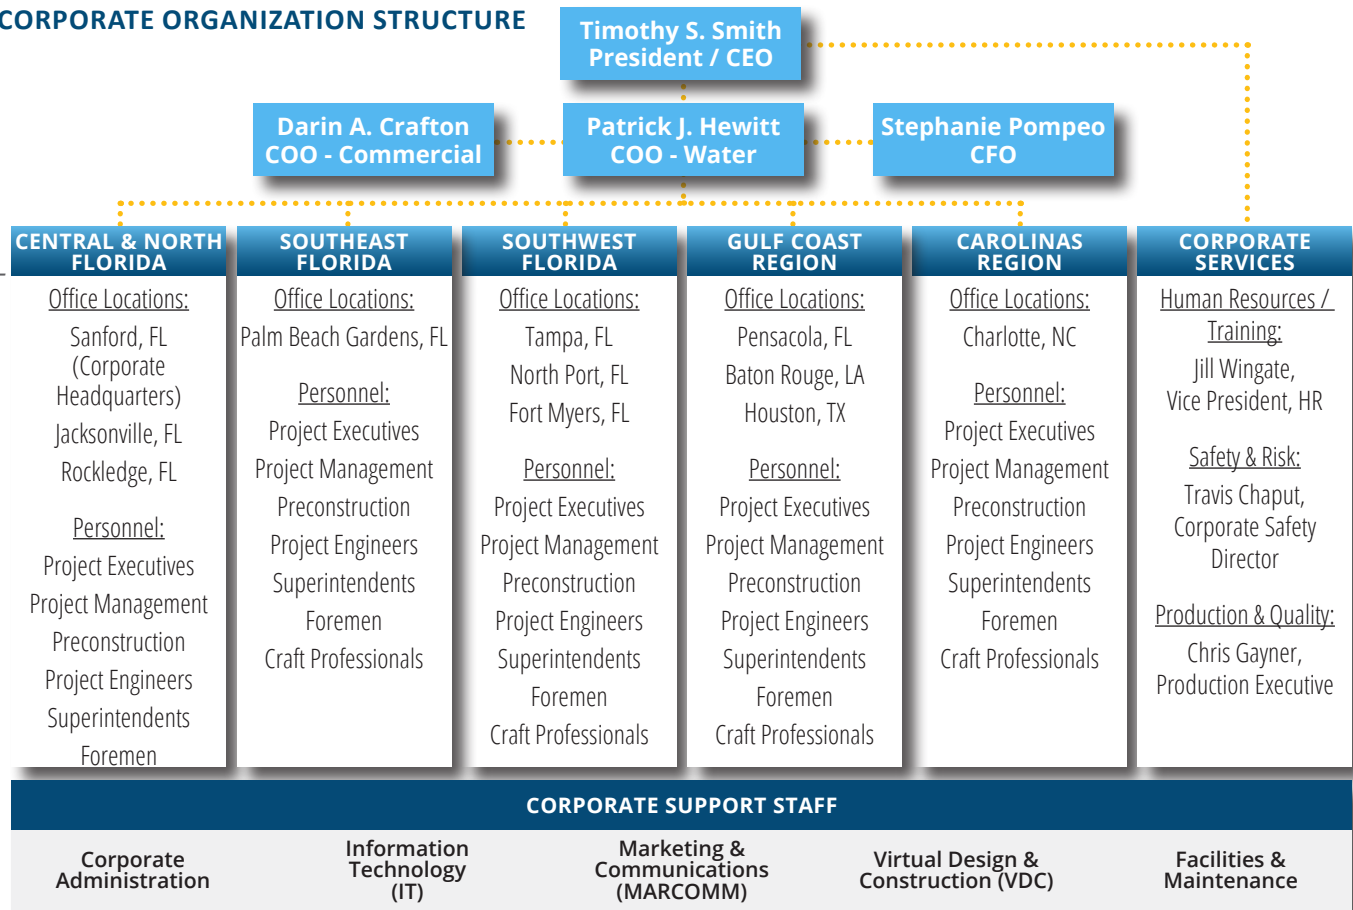 CORPORATE ORGANIZATION STRUCTURE
Timothy S. Smith
President / CEO
Darin A. Crafton
COO - Commercial
Patrick J. Hewitt
COO - Water
Stephanie Pompeo
CFO
CENTRAL & NORTH
FLORIDA
Office Locations:
Sanford, FL
(Corporate
Headquarters)
Jacksonville, FL
Rockledge, FL
Personnel:
Project Executives
Project Management
Preconstruction
Project Engineers
Superintendents
Foremen
SOUTHEAST
FLORIDA
Office Locations:
Palm Beach Gardens, FL
Personnel:
Project Executives
Project Management
Preconstruction
Project Engineers
Superintendents
Foremen
Craft Professionals
SOUTHWEST
FLORIDA
Office Locations:
Tampa, FL
North Port, FL
Fort Myers, FL
Personnel:
Project Executives
Project Management
Preconstruction
Project Engineers
Superintendents
Foremen
Craft Professionals
GULF COAST
REGION
Office Locations:
Pensacola, FL
Baton Rouge, LA
Houston, TX
Personnel:
Project Executives
Project Management
Preconstruction
Project Engineers
Superintendents
Foremen
Craft Professionals
CAROLINAS
REGION
Office Locations:
Charlotte, NC
Personnel:
Project Executives
Project Management
Preconstruction
Project Engineers
Superintendents
Foremen
Craft Professionals
CORPORATE
SERVICES
Human Resources /
Training:
Jill Wingate,
Vice President, HR
Safety & Risk:
Travis Chaput,
Corporate Safety
Director
Production & Quality:
Chris Gayner,
Production Executive
CORPORATE SUPPORT STAFF
Corporate
Administration
Information
Technology
(IT)
Marketing &
Communications
(MARCOMM)
Virtual Design &
Construction (VDC)
Facilities &
Maintenance